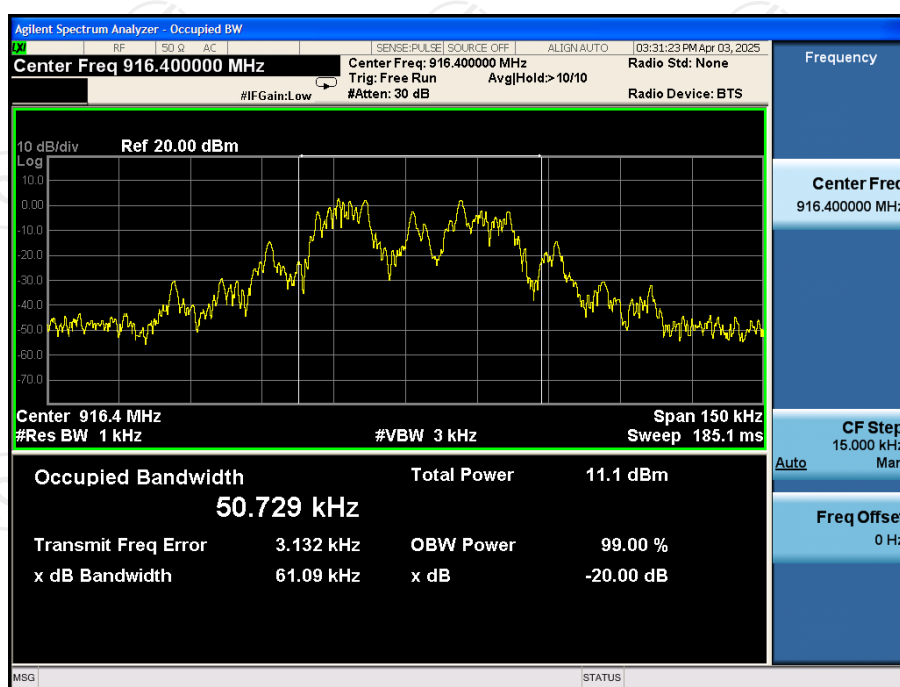 Agilent Spectrum Analyzer - Occupied BW
LXI RF 50 Ω AC SENSE:PULSE SOURCE OFF ALIGN AUTO 03:31:23 PM Apr 03, 2025
Center Freq 916.400000 MHz
Center Freq: 916.400000 MHz
Radio Std: None
Trig: Free Run Avg|Hold:>10/10
#IFGain:Low
#Atten: 30 dB
Radio Device: BTS
10 dB/div Ref 20.00 dBm
Log
10.0
0.00
-10.0
-20.0
-30.0
-40.0
-50.0
-60.0
-70.0
Center 916.4 MHz Span 150 kHz
#Res BW 1 kHz #VBW 3 kHz Sweep 185.1 ms
Occupied Bandwidth Total Power 11.1 dBm
50.729 kHz
Transmit Freq Error 3.132 kHz OBW Power 99.00 %
x dB Bandwidth 61.09 kHz x dB -20.00 dB
MSG STATUS
Frequency
Center Freq
916.400000 MHz
CF Step
15.000 kHz
Auto Man
Freq Offset
0 Hz